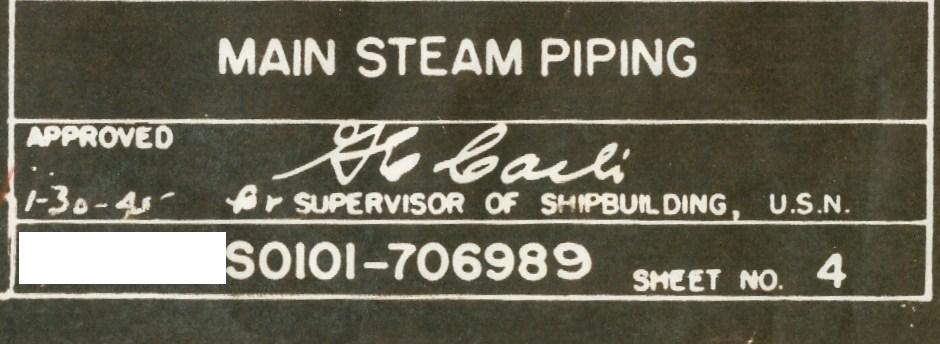 MAIN STEAM PIPING
APPROVED
1-30-45 for SUPERVISOR OF SHIPBUILDING, U.S.N.
S0101-706989 SHEET NO. 4